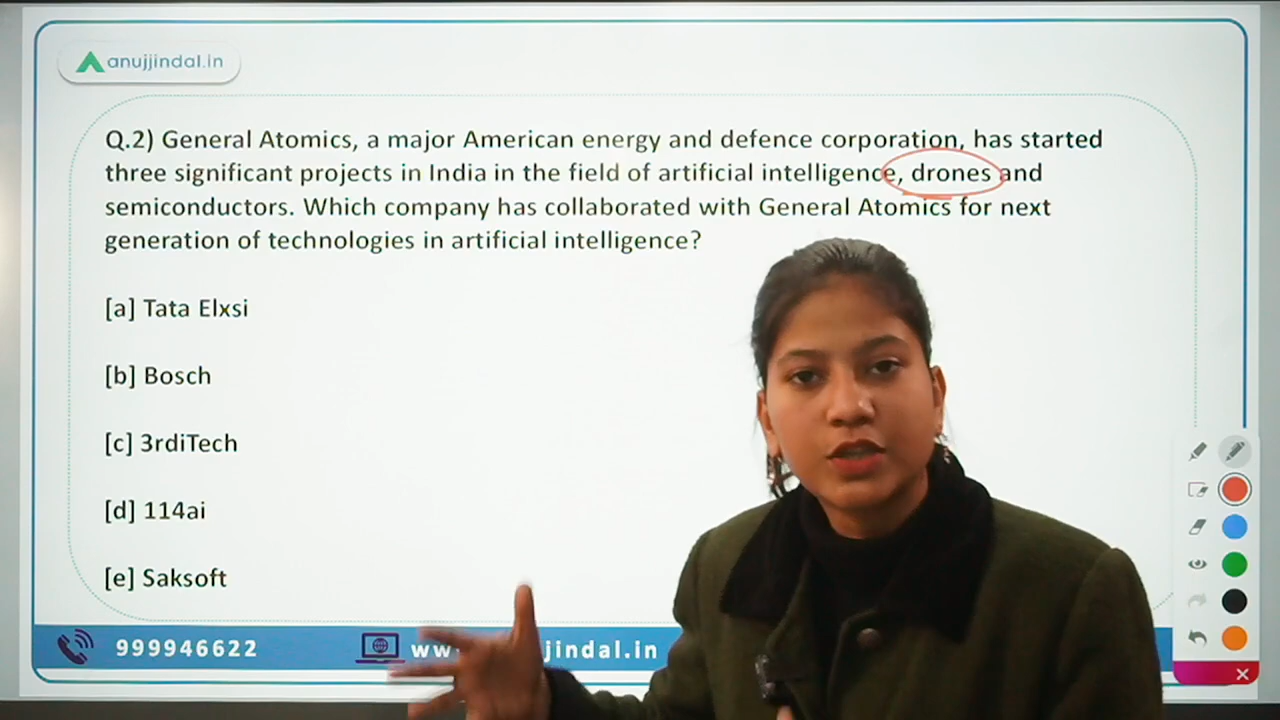 anujjindal.in
Q.2) General Atomics, a major American energy and defence corporation, has started
three significant projects in India in the field of artificial intelligence, drones and
semiconductors. Which company has collaborated with General Atomics for next
generation of technologies in artificial intelligence?
[a] Tata Elxsi
[b] Bosch
[c] 3rdiTech
[d] 114ai
[e] Saksoft
999946622
jindal.in